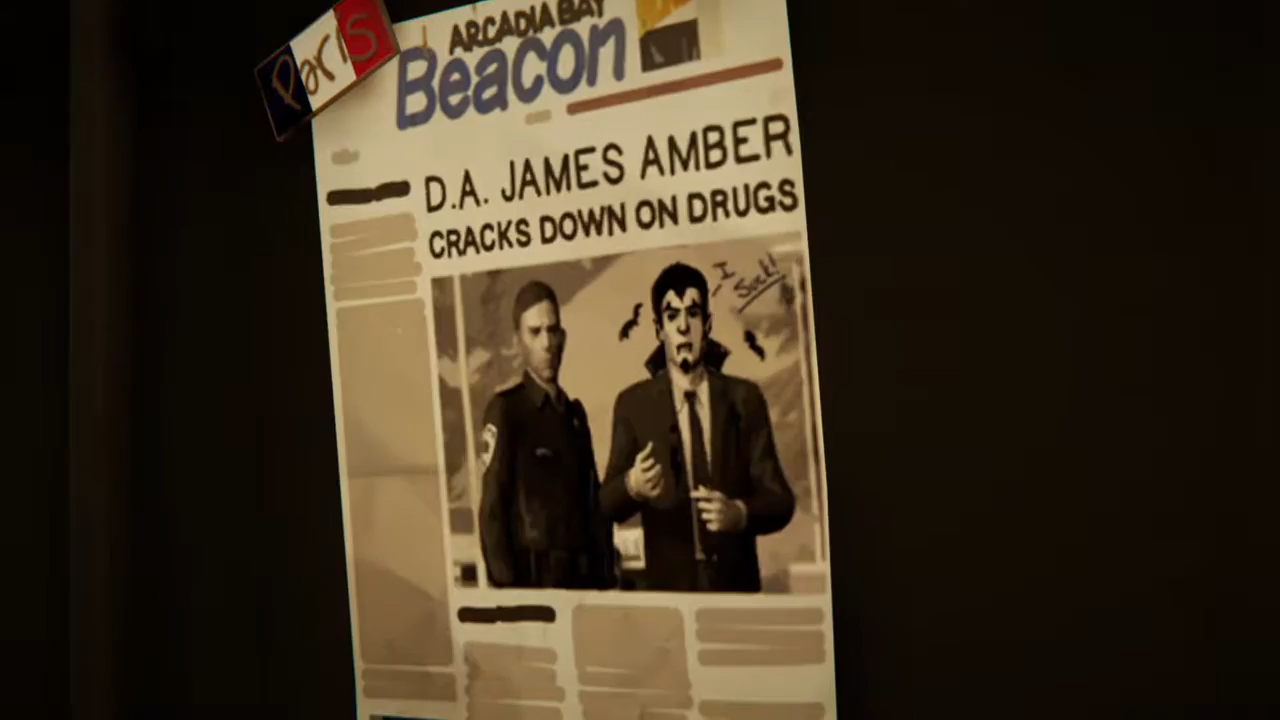 Paris
ARCADIA BAY
Beacon
D.A. JAMES AMBER
CRACKS DOWN ON DRUGS
I
Suck!